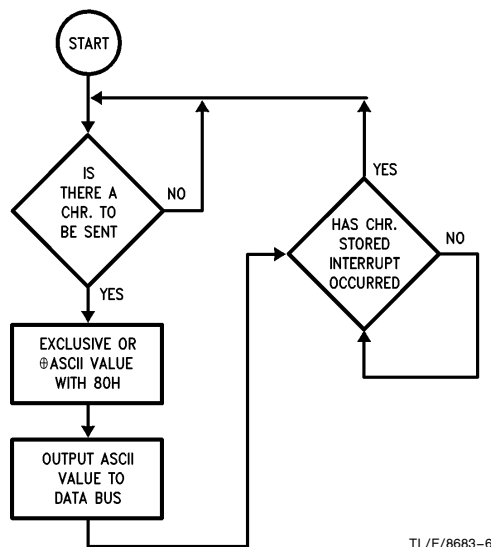 START
IS
THERE A
CHR. TO
BE SENT
NO
YES
EXCLUSIVE OR
⊕ASCII VALUE
WITH 80H
OUTPUT ASCII
VALUE TO
DATA BUS
YES
HAS CHR.
STORED
INTERRUPT
OCCURRED
NO
TL/F/8683–6